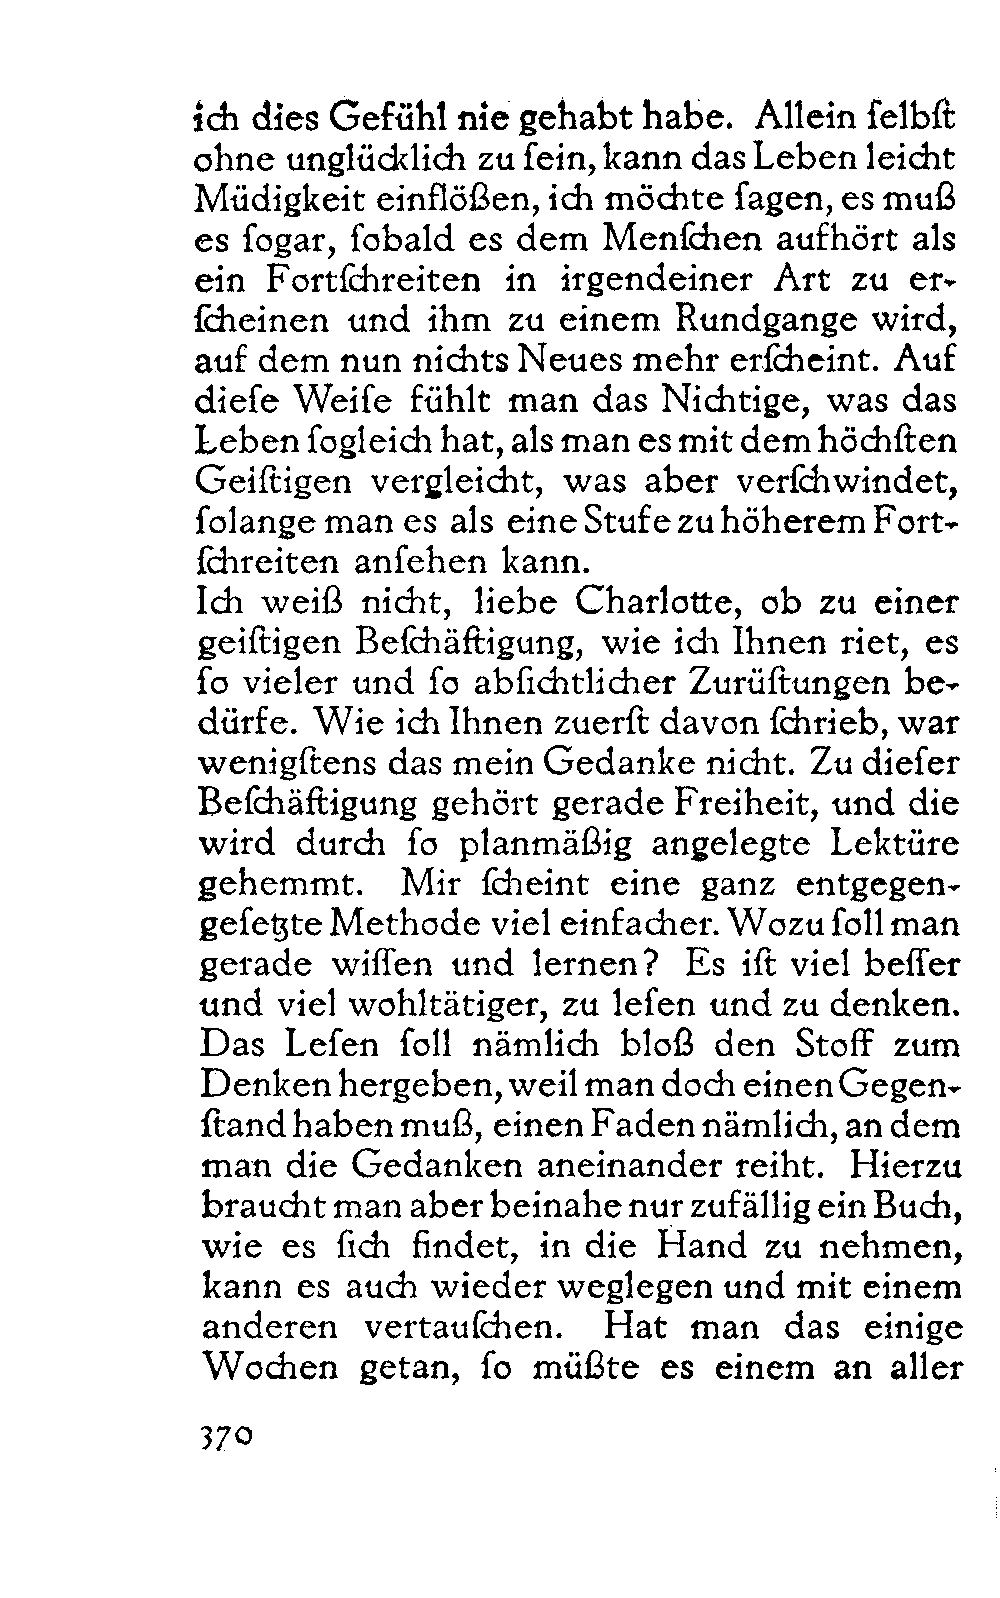 ich dies Gefühl nie gehabt habe. Allein ſelbſt
ohne unglücklich zu ſein, kann das Leben leicht
Müdigkeit einflößen, ich möchte ſagen, es muß
es ſogar, ſobald es dem Menſchen aufhört als
ein Fortſchreiten in irgendeiner Art zu er-
ſcheinen und ihm zu einem Rundgange wird,
auf dem nun nichts Neues mehr erſcheint. Auf
dieſe Weiſe fühlt man das Nichtige, was das
Leben ſogleich hat, als man es mit dem höchſten
Geiſtigen vergleicht, was aber verſchwindet,
ſolange man es als eine Stufe zu höherem Fort-
ſchreiten anſehen kann.
Ich weiß nicht, liebe Charlotte, ob zu einer
geiſtigen Beſchäftigung, wie ich Ihnen riet, es
ſo vieler und ſo abſichtlicher Zurüſtungen be-
dürfe. Wie ich Ihnen zuerſt davon ſchrieb, war
wenigſtens das mein Gedanke nicht. Zu dieſer
Beſchäftigung gehört gerade Freiheit, und die
wird durch ſo planmäßig angelegte Lektüre
gehemmt. Mir ſcheint eine ganz entgegen-
geſetzte Methode viel einfacher. Wozu ſoll man
gerade wiſſen und lernen? Es iſt viel beſſer
und viel wohltätiger, zu leſen und zu denken.
Das Leſen ſoll nämlich bloß den Stoff zum
Denken hergeben, weil man doch einen Gegen-
ſtand haben muß, einen Faden nämlich, an dem
man die Gedanken aneinander reiht. Hierzu
braucht man aber beinahe nur zufällig ein Buch,
wie es ſich findet, in die Hand zu nehmen,
kann es auch wieder weglegen und mit einem
anderen vertauſchen. Hat man das einige
Wochen getan, ſo müßte es einem an aller
370